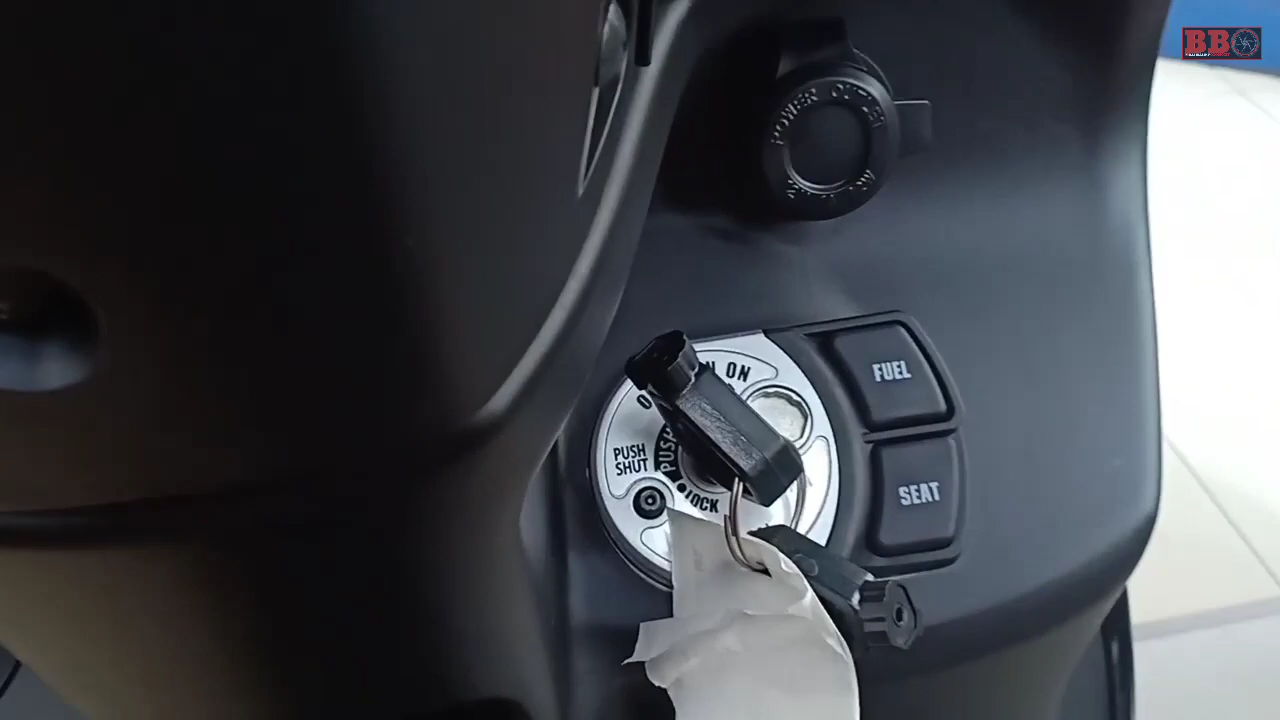 BB
POWER OUTLET
N ON
FUEL
PUSH
PUSH
SHUT
LOCK
SEAT